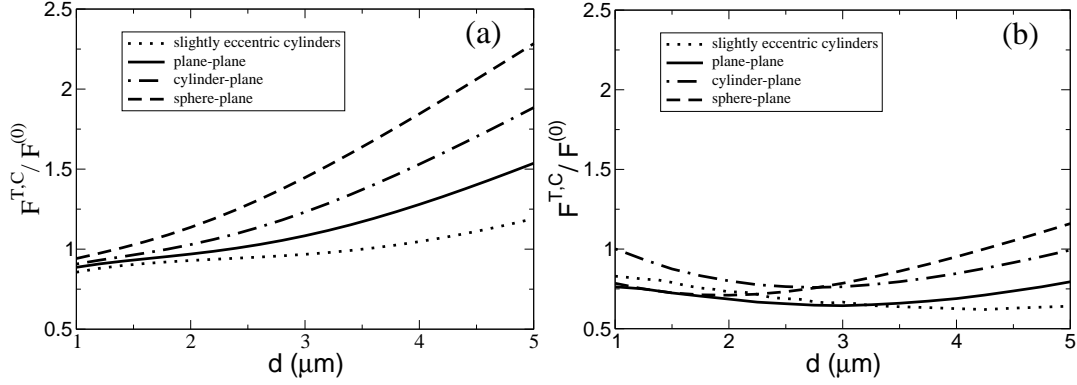 2.5
2
1.5
1
0.5
F^{T,C}/ F^{(0)}
(a)
slightly eccentric cylinders
plane-plane
cylinder-plane
sphere-plane
1 2 3 4 5
d (μm)
2.5
2
1.5
1
0.5
F^{T,C}/ F^{(0)}
(b)
slightly eccentric cylinders
plane-plane
cylinder-plane
sphere-plane
1 2 3 4 5
d (μm)